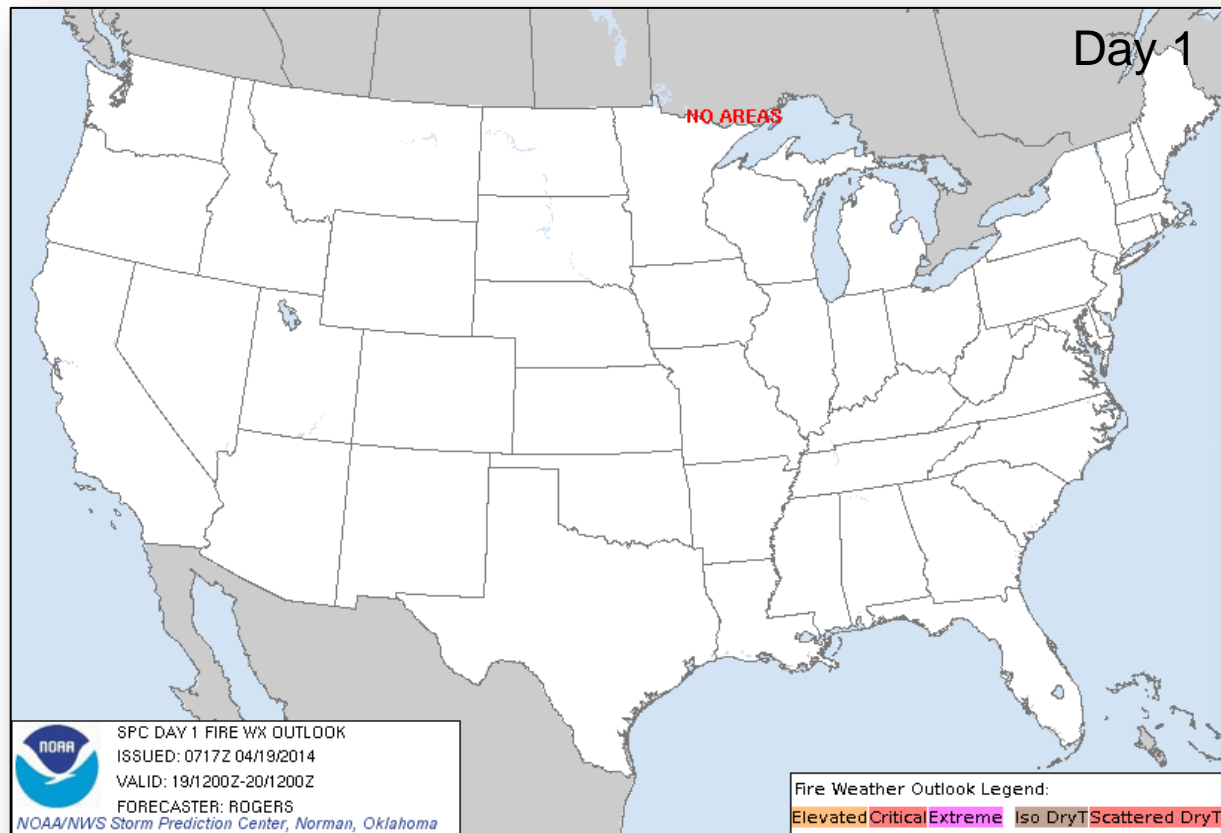 Day 1
NO AREAS
NOAA
SPC DAY 1 FIRE WX OUTLOOK
ISSUED: 0717Z 04/19/2014
VALID: 19/1200Z-20/1200Z
FORECASTER: ROGERS
NOAA/NWS Storm Prediction Center, Norman, Oklahoma
Fire Weather Outlook Legend:
Elevated Critical Extreme Iso DryT Scattered DryT